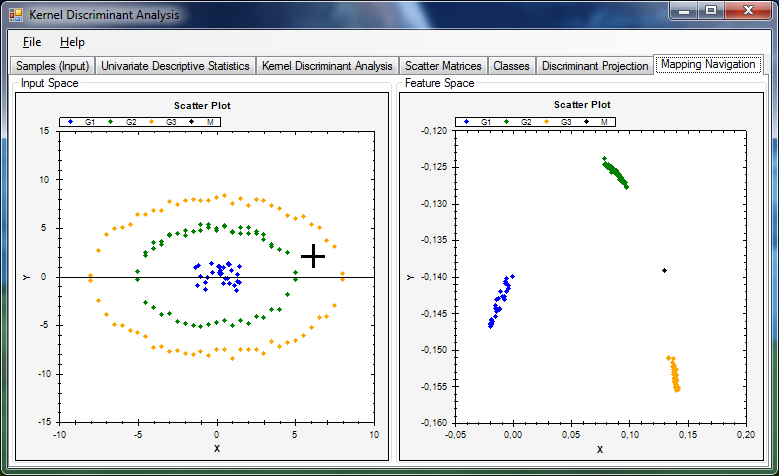 Kernel Discriminant Analysis
File Help
Samples (Input) Univariate Descriptive Statistics Kernel Discriminant Analysis Scatter Matrices Classes Discriminant Projection Mapping Navigation
Input Space
Scatter Plot
G1 G2 G3 M
15
10
5
0
-5
-10
-15
Y
-10 -5 0 5 10
X
Feature Space
Scatter Plot
G1 G2 G3 M
-0,120
-0,125
-0,130
-0,135
-0,140
-0,145
-0,150
-0,155
-0,160
Y
-0,05 0,00 0,05 0,10 0,15 0,20
X